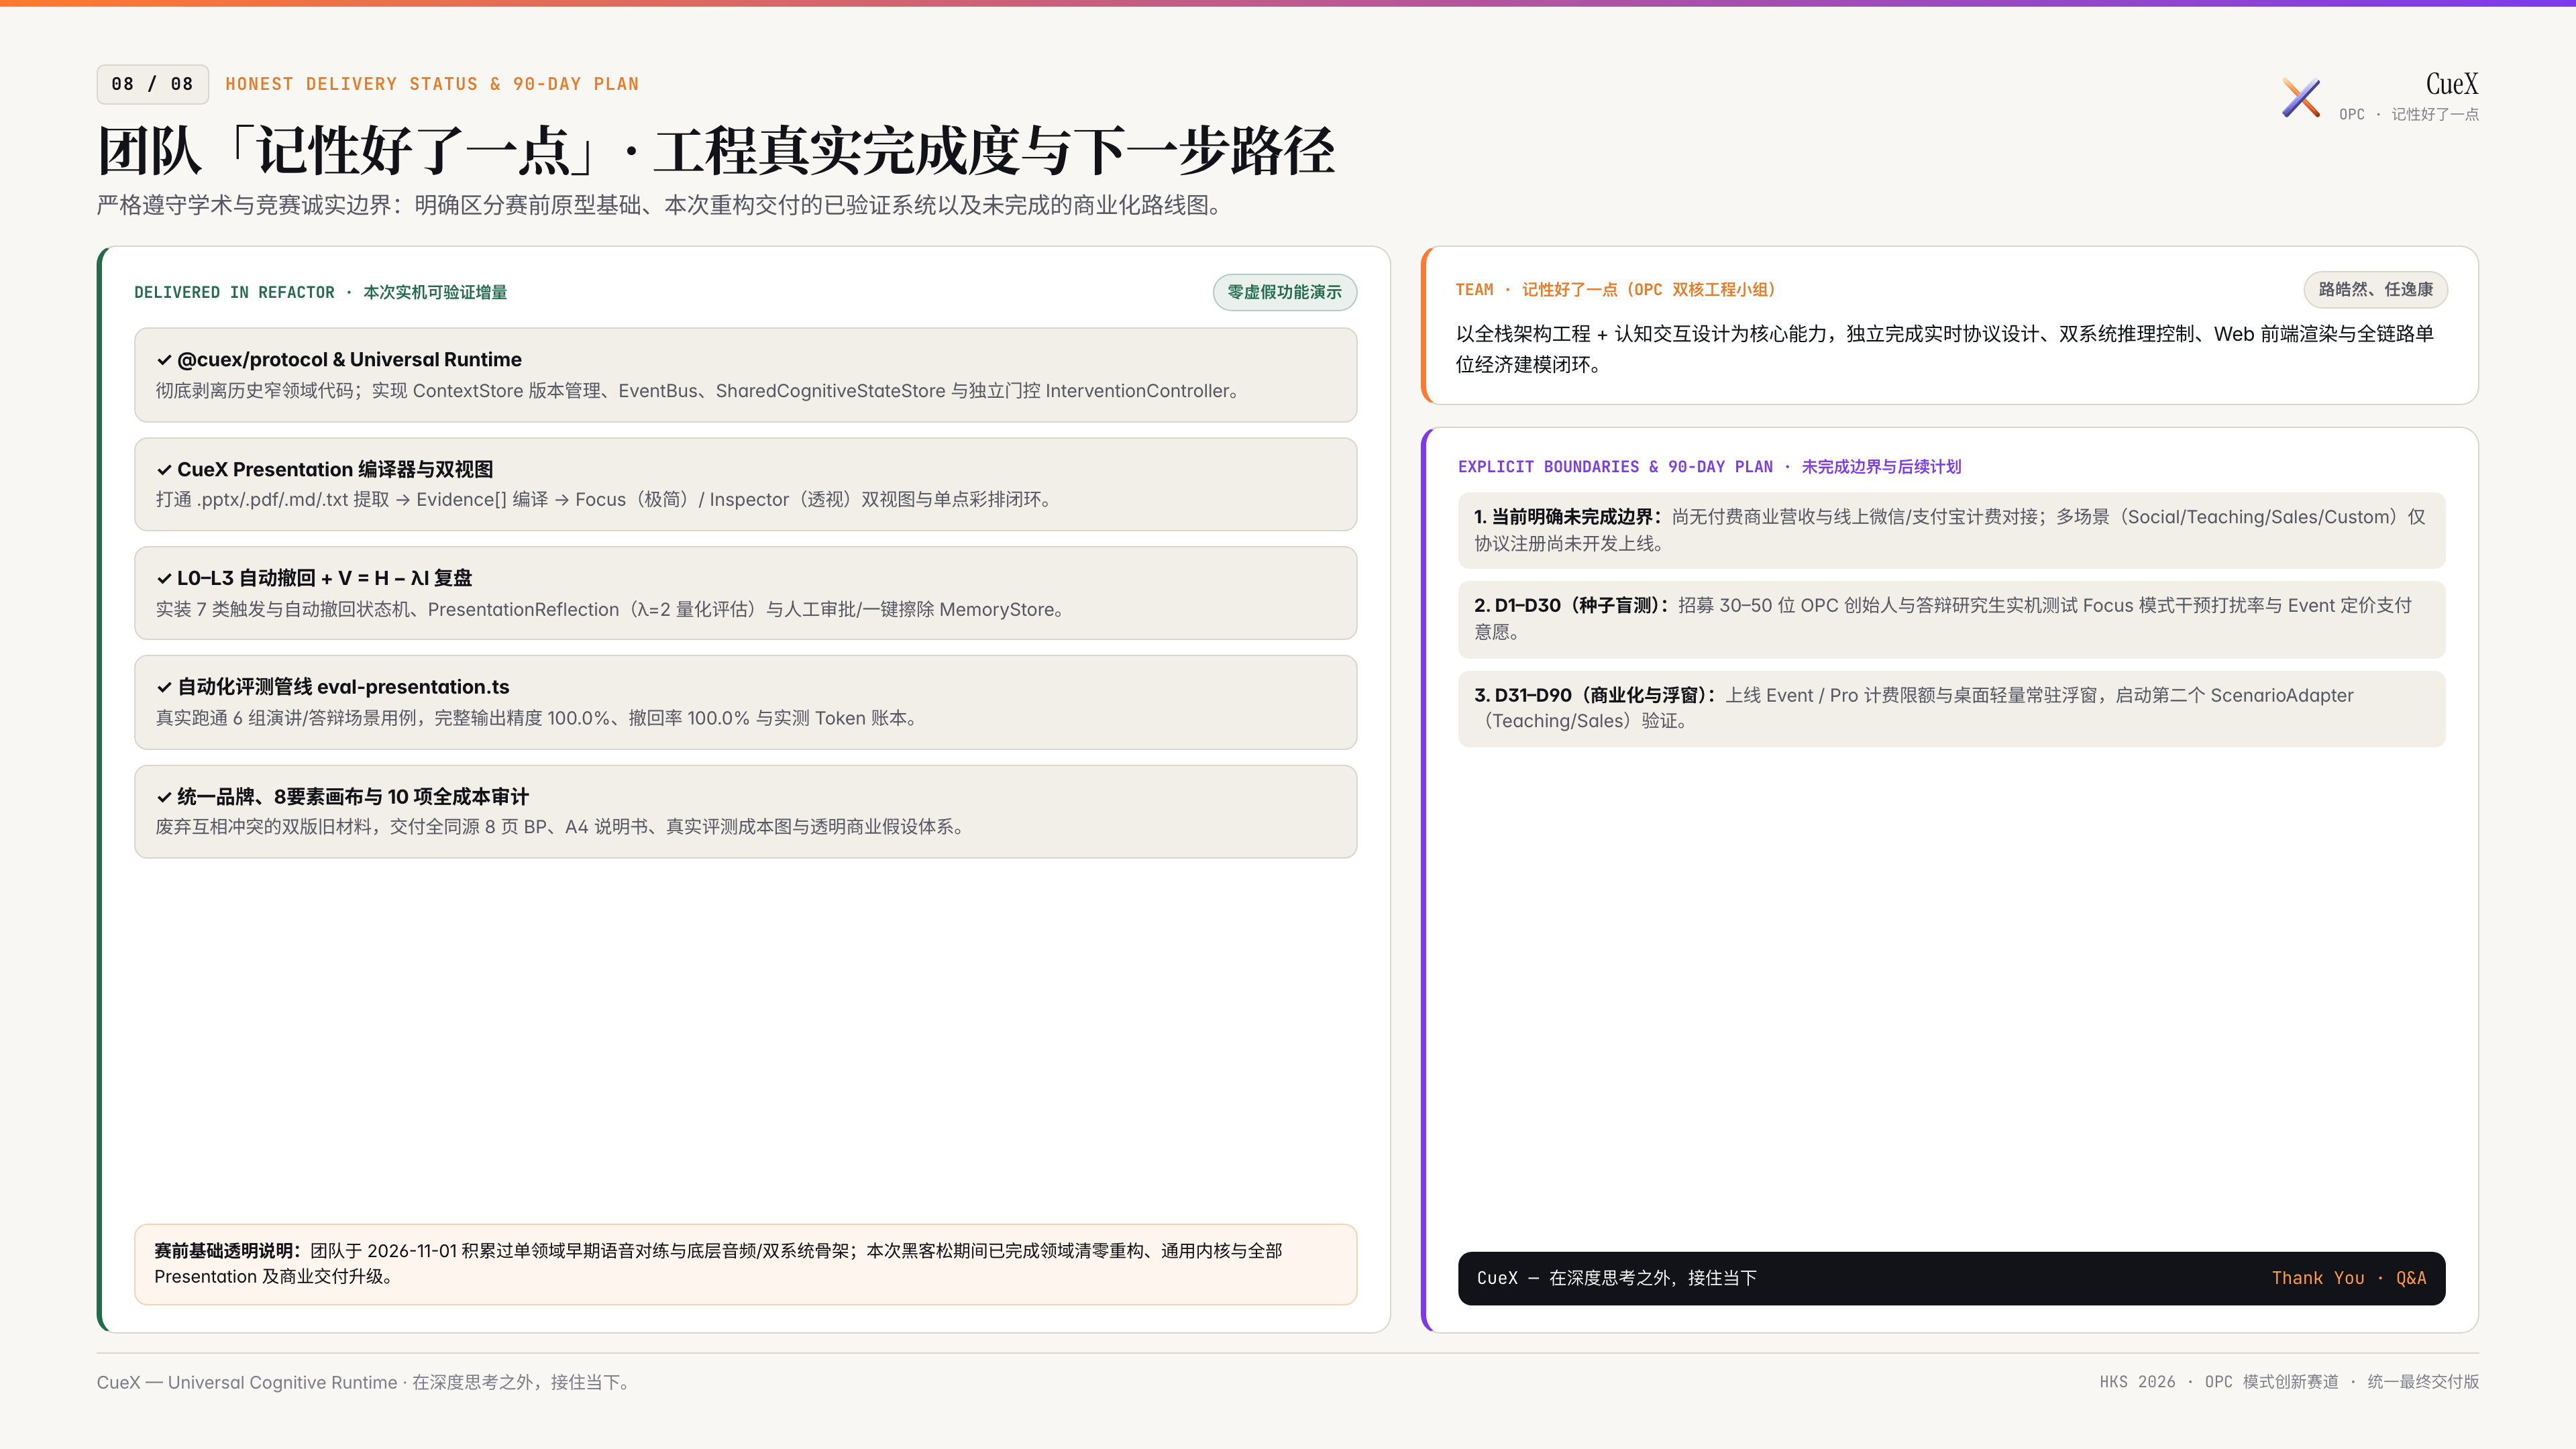 08 / 08
HONEST DELIVERY STATUS & 90-DAY PLAN
CueX
OPC · 记性好了一点
团队「记性好了一点」· 工程真实完成度与下一步路径
严格遵守学术与竞赛诚实边界：明确区分赛前原型基础、本次重构交付的已验证系统以及未完成的商业化路线图。
DELIVERED IN REFACTOR · 本次实机可验证增量
零虚假功能演示
✓ @cuex/protocol & Universal Runtime
彻底剥离历史窄领域代码；实现 ContextStore 版本管理、EventBus、SharedCognitiveStateStore 与独立门控 InterventionController。
✓ CueX Presentation 编译器与双视图
打通 .pptx/.pdf/.md/.txt 提取 → Evidence[] 编译 → Focus（极简）/ Inspector（透视）双视图与单点彩排闭环。
✓ L0–L3 自动撤回 + V = H − λI 复盘
实装 7 类触发与自动撤回状态机、PresentationReflection（λ=2 量化评估）与人工审批/一键擦除 MemoryStore。
✓ 自动化评测管线 eval-presentation.ts
真实跑通 6 组演讲/答辩场景用例，完整输出精度 100.0%、撤回率 100.0% 与实测 Token 账本。
✓ 统一品牌、8要素画布与 10 项全成本审计
废弃互相冲突的双版旧材料，交付全同源 8 页 BP、A4 说明书、真实评测成本图与透明商业假设体系。
赛前基础透明说明：团队于 2026-11-01 积累过单领域早期语音对练与底层音频/双系统骨架；本次黑客松期间已完成领域清零重构、通用内核与全部
Presentation 及商业交付升级。
TEAM · 记性好了一点（OPC 双核工程小组）
路皓然、任逸康
以全栈架构工程 + 认知交互设计为核心能力，独立完成实时协议设计、双系统推理控制、Web 前端渲染与全链路单
位经济建模闭环。
EXPLICIT BOUNDARIES & 90-DAY PLAN · 未完成边界与后续计划
1. 当前明确未完成边界：尚无付费商业营收与线上微信/支付宝计费对接；多场景（Social/Teaching/Sales/Custom）仅
协议注册尚未开发上线。
2. D1–D30（种子盲测）：招募 30–50 位 OPC 创始人与答辩研究生实机测试 Focus 模式干预打扰率与 Event 定价支付
意愿。
3. D31–D90（商业化与浮窗）：上线 Event / Pro 计费限额与桌面轻量常驻浮窗，启动第二个 ScenarioAdapter
（Teaching/Sales）验证。
CueX — 在深度思考之外，接住当下
Thank You · Q&A
CueX — Universal Cognitive Runtime · 在深度思考之外，接住当下。
HKS 2026 · OPC 模式创新赛道 · 统一最终交付版